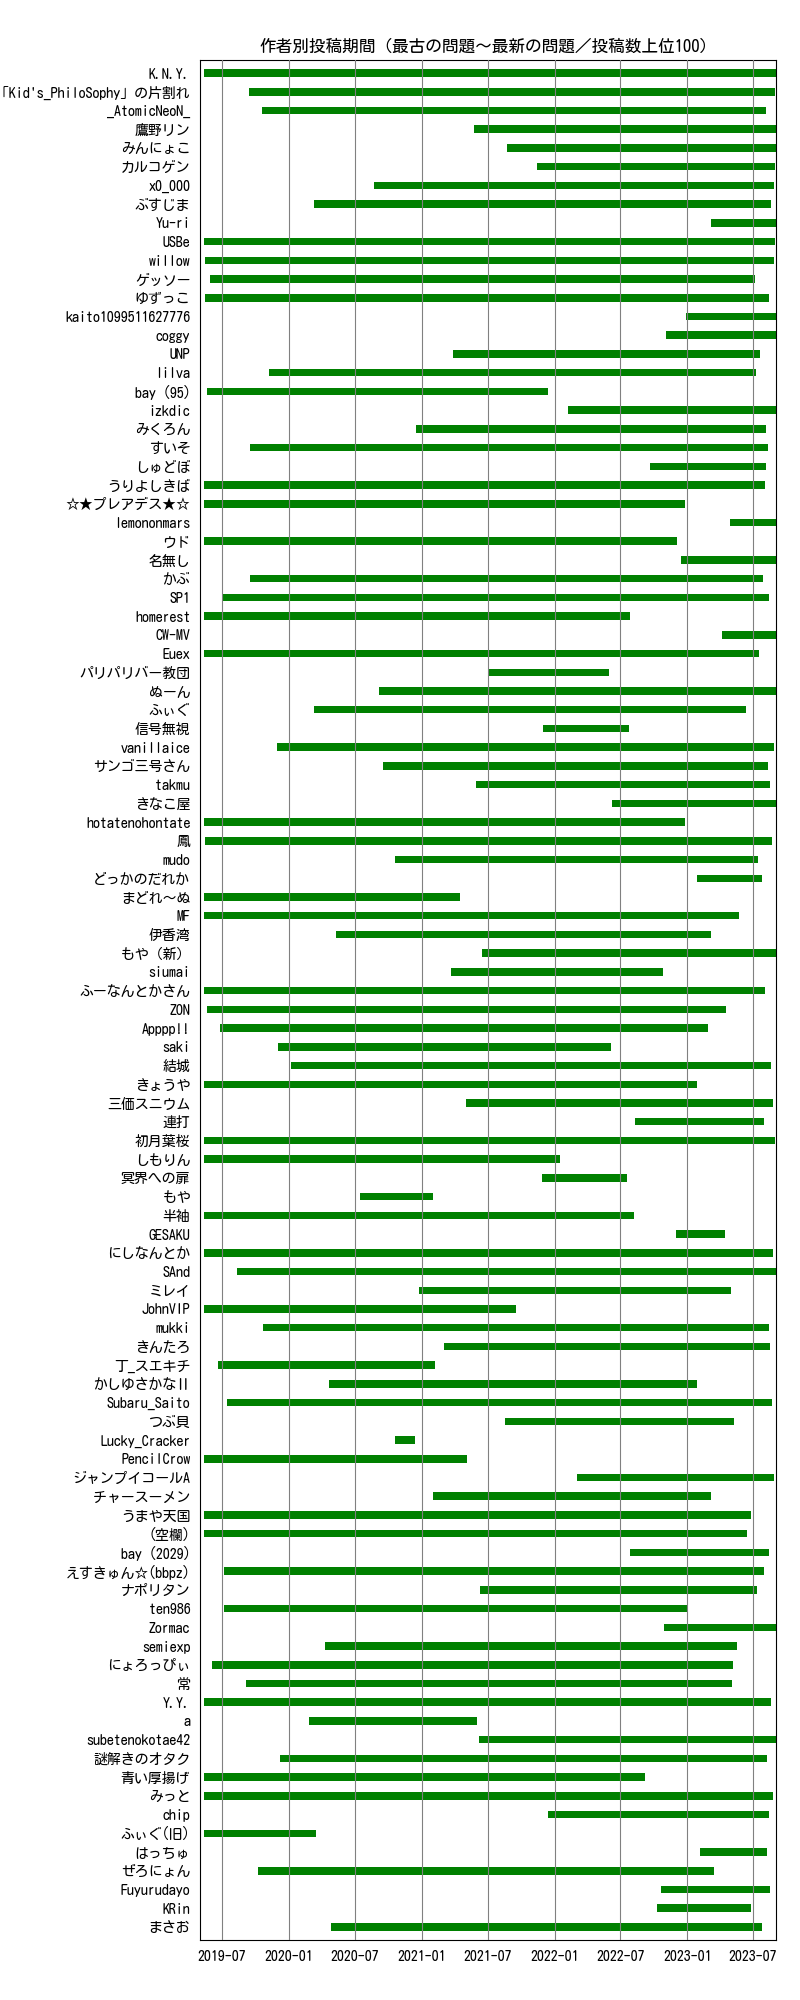 作者別投稿期間（最古の問題～最新の問題／投稿数上位100）
K.N.Y.
「Kid's_PhiloSophy」の片割れ
_AtomicNeoN_
鷹野リン
みんにょこ
カルコゲン
x0_000
ぶすじま
Yu-ri
USBe
willow
ゲッソー
ゆずっこ
kaito1099511627776
coggy
UNP
lilva
bay (95)
izkdic
みくろん
すいそ
しゅどぼ
うりよしきば
☆★プレアデス★☆
lemononmars
ウド
名無し
かぶ
SP1
homerest
CW-MV
Euex
パリパリバー教団
ぬーん
ふぃぐ
信号無視
vanillaice
サンゴ三号さん
takmu
きなこ屋
hotatenohontate
鳳
mudo
どっかのだれか
まどれ～ぬ
MF
伊香湾
もや（新）
siumai
ふーなんとかさん
ZON
Apppp11
saki
結城
きょうや
三価スニウム
連打
初月葉桜
しもりん
冥界への扉
もや
半袖
GESAKU
にしなんとか
SAnd
ミレイ
JohnVIP
mukki
きんたろ
丁_スエキチ
かしゆさかなII
Subaru_Saito
つぶ貝
Lucky_Cracker
PencilCrow
ジャンプイコールA
チャースーメン
うまや天国
(空欄)
bay (2029)
えすきゅん☆(bbpz)
ナポリタン
ten986
Zormac
semiexp
にょろっぴぃ
常
Y.Y.
a
subetenokotae42
謎解きのオタク
青い厚揚げ
みっと
chip
ふぃぐ(旧)
はっちゅ
ぜろにょん
Fuyurudayo
KRin
まさお
2019-07 2020-01 2020-07 2021-01 2021-07 2022-01 2022-07 2023-01 2023-07